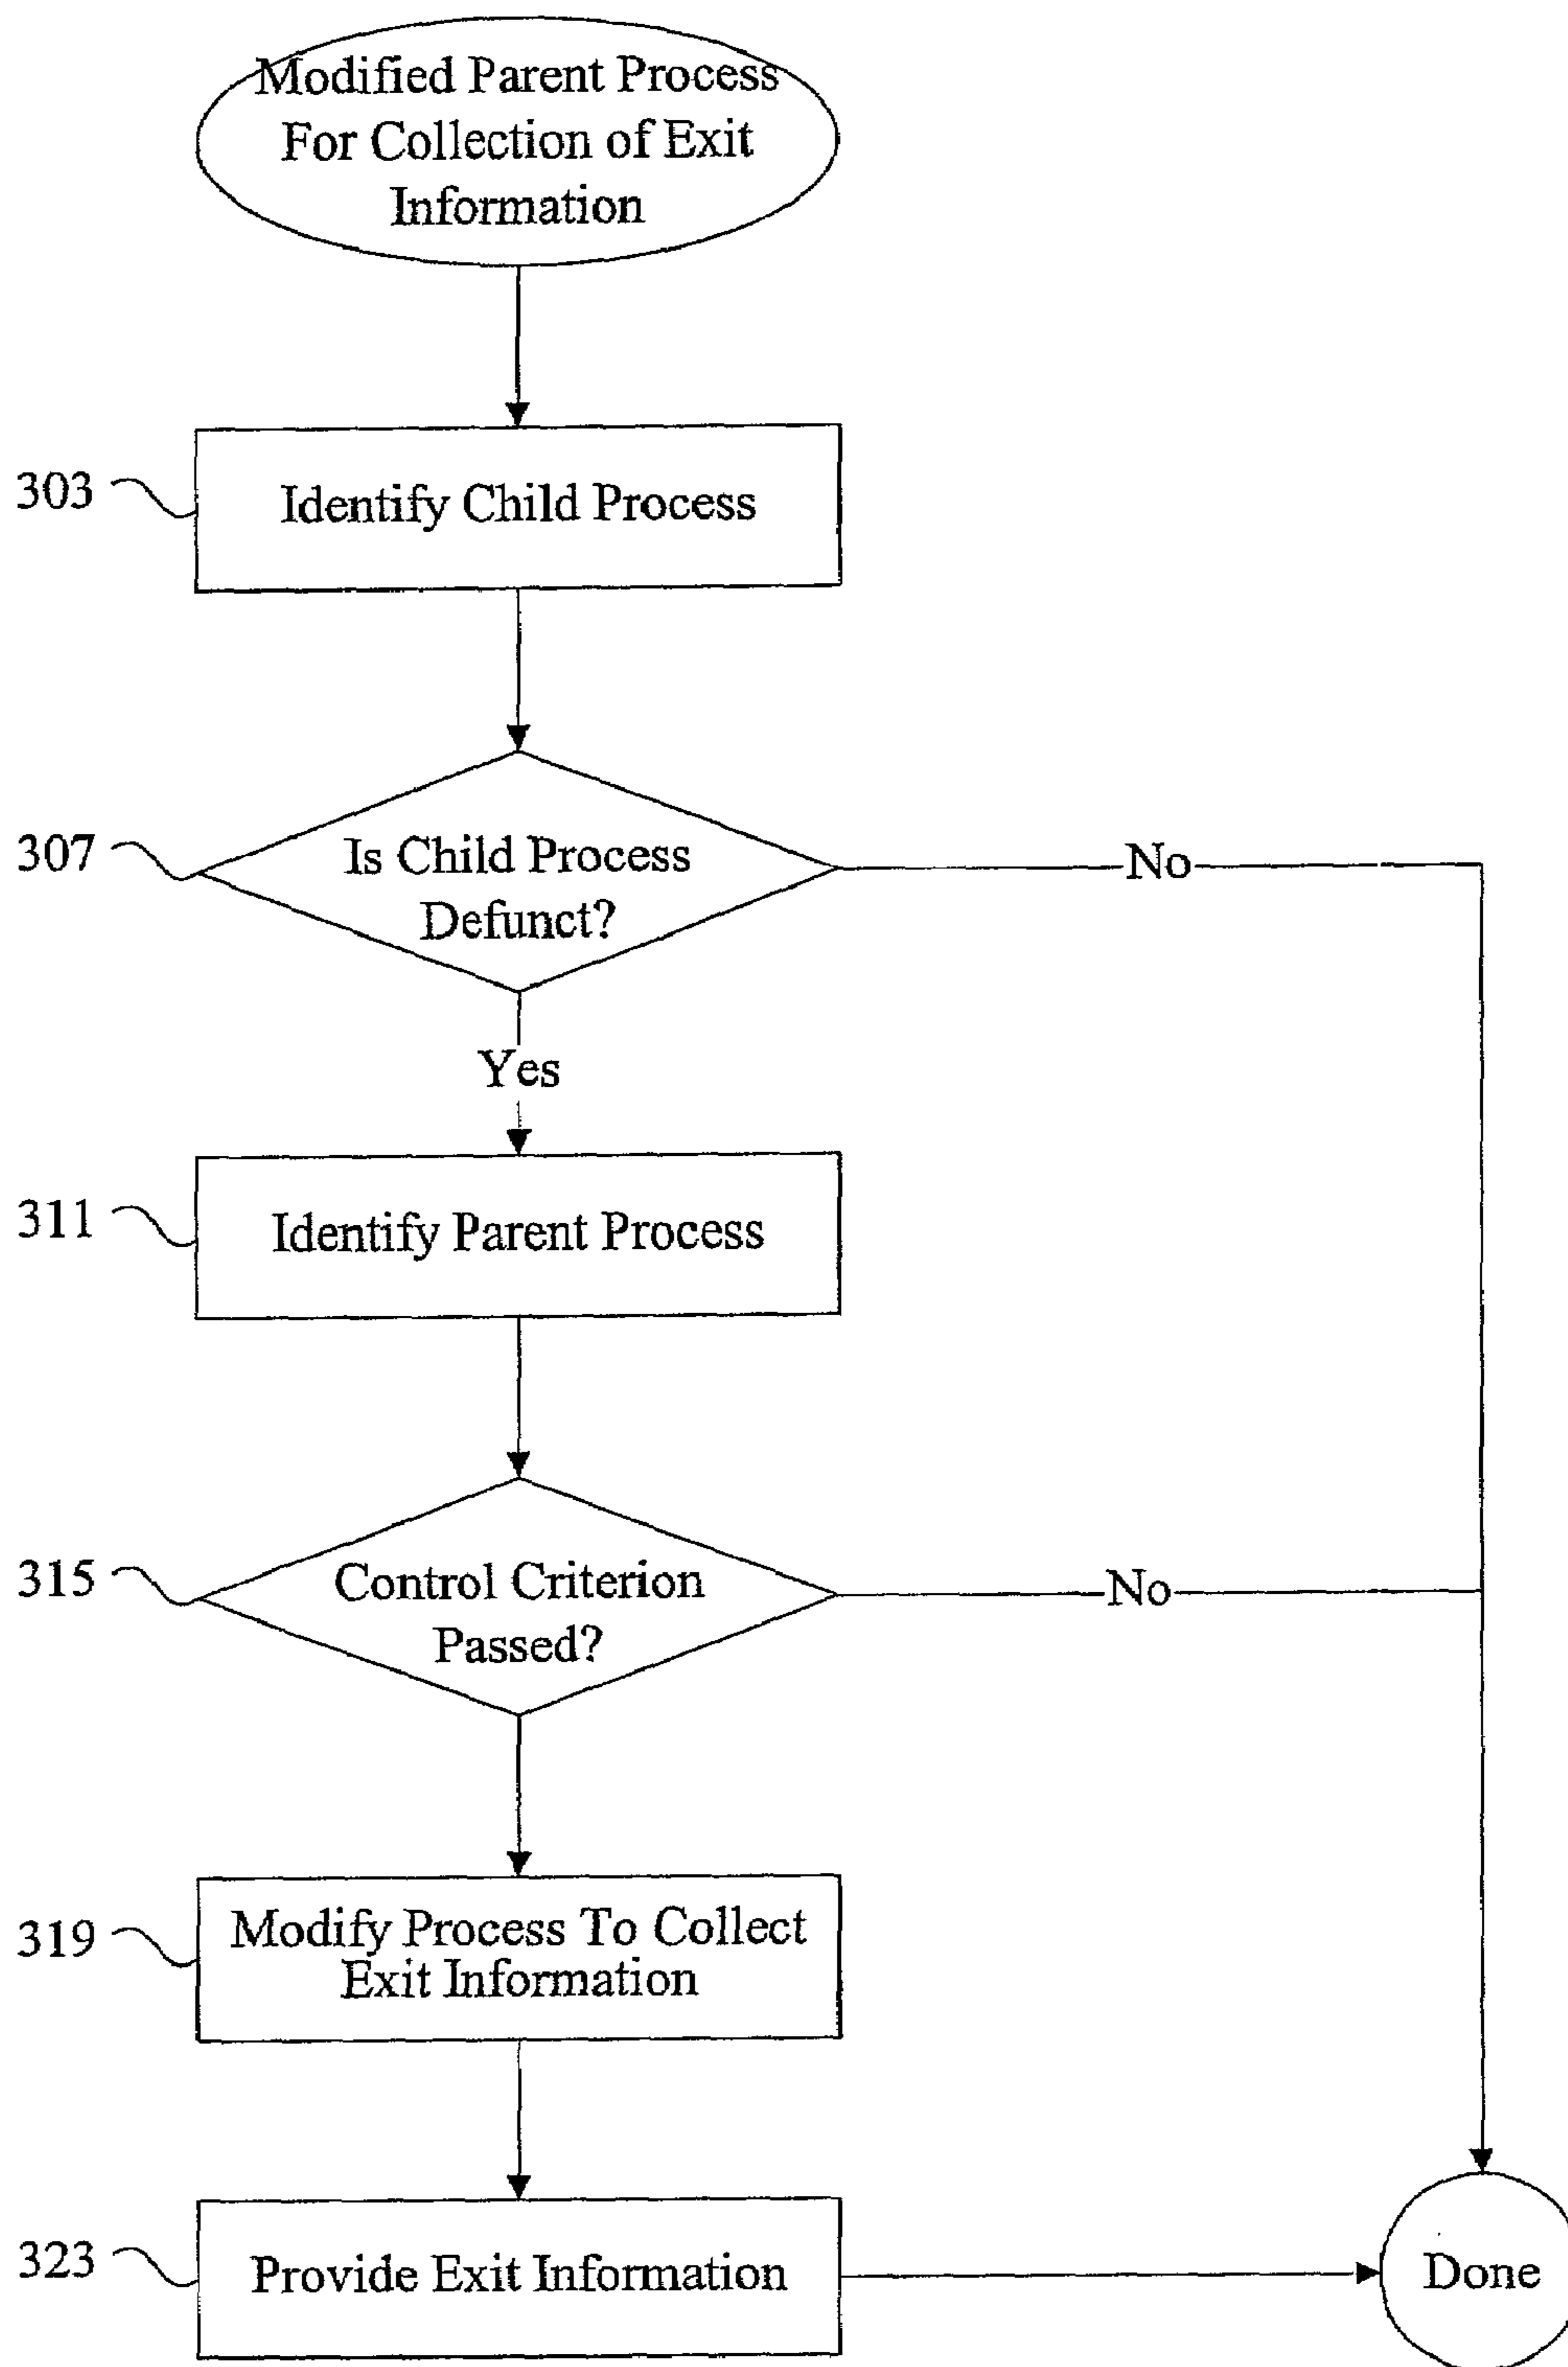 Modified Parent Process
For Collection of Exit
Information
303
Identify Child Process
307
Is Child Process
Defunct?
No
Yes
311
Identify Parent Process
315
Control Criterion
Passed?
No
319
Modify Process To Collect
Exit Information
323
Provide Exit Information
Done